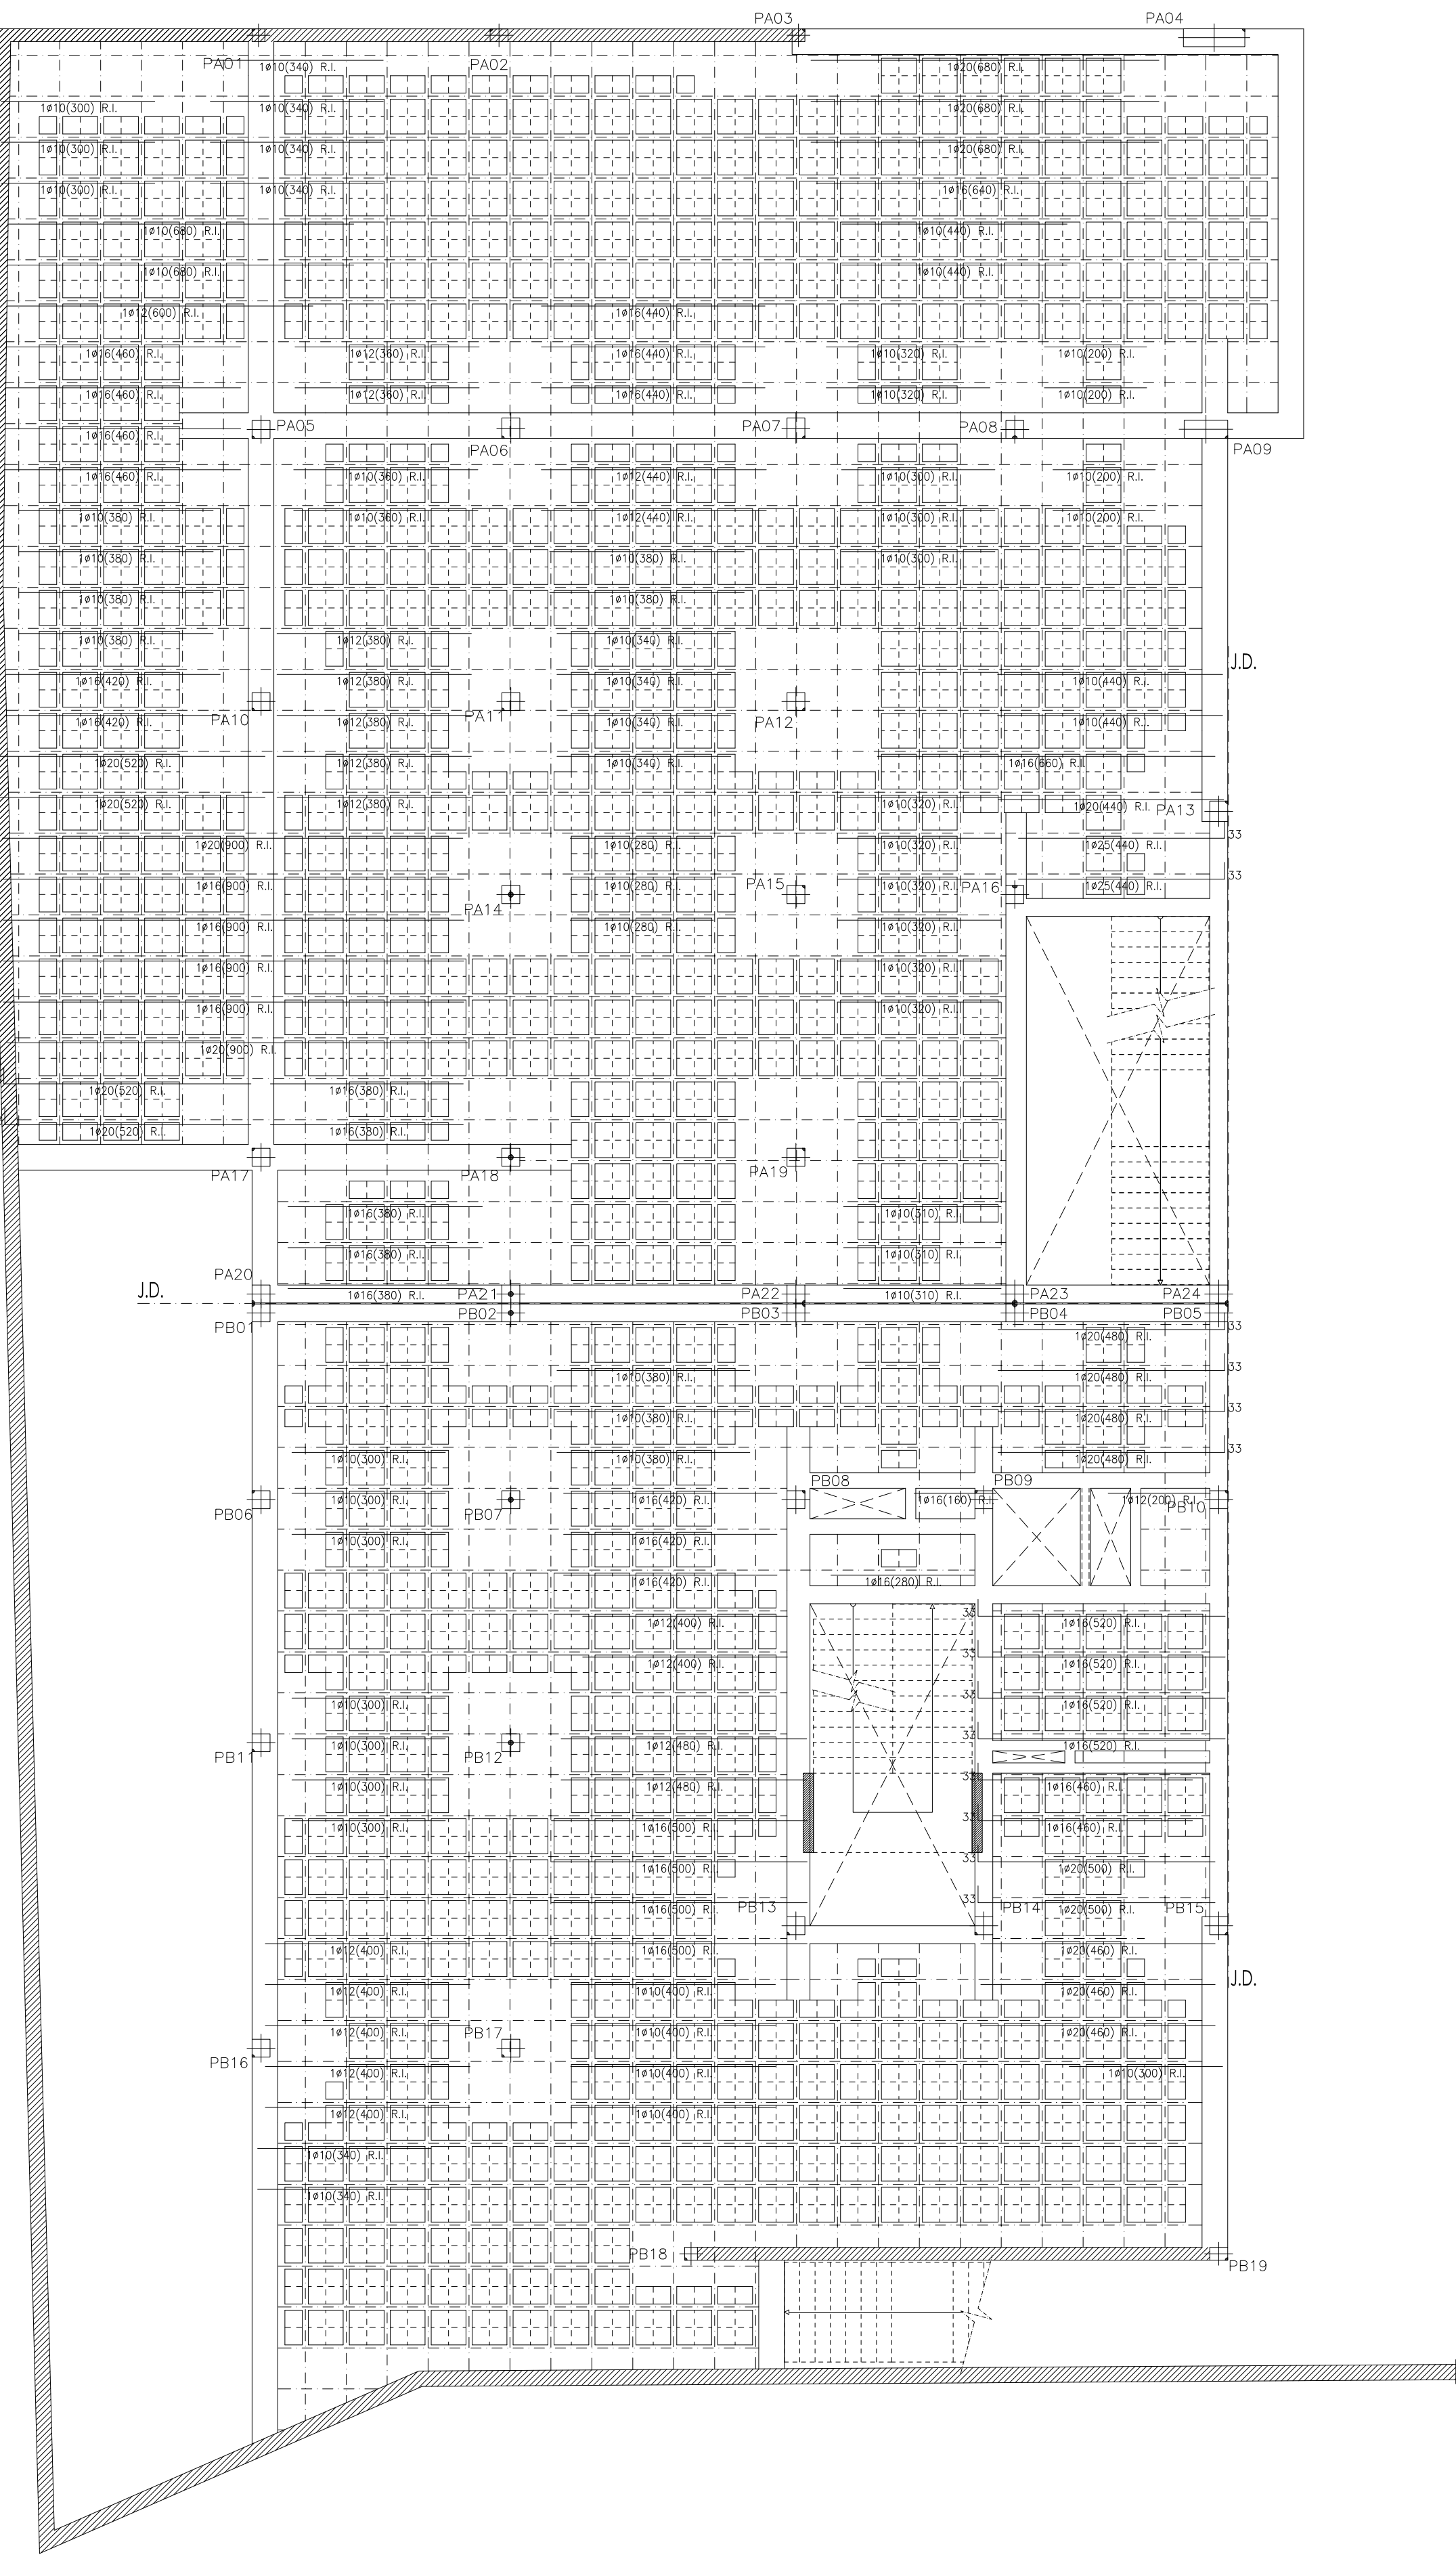 PA03 PA04
PA01 1ø10(340) R.I. PA02 1ø20(680) R.I.
1ø10(300) R.I. 1ø10(340) R.I. 1ø20(680) R.I.
1ø10(300) R.I. 1ø10(340) R.I. 1ø20(680) R.I.
1ø10(300) R.I. 1ø10(340) R.I. 1ø16(640) R.I.
1ø10(680) R.I. 1ø10(440) R.I.
1ø10(680) R.I. 1ø10(440) R.I.
1ø12(600) R.I. 1ø16(440) R.I.
1ø16(460) R.I. 1ø12(360) R.I. 1ø16(440) R.I. 1ø10(320) R.I. 1ø10(200) R.I.
1ø16(460) R.I. 1ø12(360) R.I. 1ø16(440) R.I. 1ø10(320) R.I. 1ø10(200) R.I.
1ø16(460) R.I. PA05 PA07 PA08
PA06 PA09
1ø16(460) R.I. 1ø10(360) R.I. 1ø12(440) R.I. 1ø10(300) R.I. 1ø10(200) R.I.
1ø10(380) R.I. 1ø10(360) R.I. 1ø12(440) R.I. 1ø10(300) R.I. 1ø10(200) R.I.
1ø10(380) R.I. 1ø10(380) R.I. 1ø10(300) R.I.
1ø10(380) R.I. 1ø10(380) R.I.
1ø10(380) R.I. 1ø12(380) R.I. 1ø10(340) R.I.
J.D.
1ø16(420) R.I. 1ø12(380) R.I. 1ø10(340) R.I. 1ø10(440) R.I.
PA10 PA11 PA12
1ø16(420) R.I. 1ø12(380) R.I. 1ø10(340) R.I. 1ø10(440) R.I.
1ø20(520) R.I. 1ø12(380) R.I. 1ø10(340) R.I. 1ø16(660) R.I.
1ø20(520) R.I. 1ø12(380) R.I. 1ø10(320) R.I. 1ø20(440) R.I. PA13
33
1ø20(900) R.I. 1ø10(280) R.I. 1ø10(320) R.I. 1ø25(440) R.I.
33
1ø16(900) R.I. 1ø10(280) R.I. PA15 1ø10(320) R.I. PA16 1ø25(440) R.I.
PA14
1ø16(900) R.I. 1ø10(280) R.I. 1ø10(320) R.I.
1ø16(900) R.I. 1ø10(320) R.I.
1ø16(900) R.I. 1ø10(320) R.I.
1ø20(900) R.I.
1ø20(520) R.I. 1ø16(380) R.I.
1ø20(520) R.I. 1ø16(380) R.I.
PA17 PA18 PA19
1ø16(380) R.I. 1ø10(310) R.I.
1ø16(380) R.I. 1ø10(310) R.I.
PA20
J.D. 1ø16(380) R.I. PA21 PA22 1ø10(310) R.I. PA23 PA24
PB01 PB02 PB03 PB04 PB05
33
1ø20(480) R.I.
33
1ø10(380) R.I. 1ø20(480) R.I.
33
1ø10(380) R.I. 1ø20(480) R.I.
33
1ø10(300) R.I. 1ø10(380) R.I. 1ø20(480) R.I.
PB08 PB09
1ø10(300) R.I. 1ø16(420) R.I. 1ø16(160) R.I. 1ø12(200) R.I.
PB06 PB07 PB10
1ø10(300) R.I. 1ø16(420) R.I.
1ø16(420) R.I. 1ø16(280) R.I.
33
1ø12(400) R.I. 1ø16(520) R.I.
33
1ø12(400) R.I. 1ø16(520) R.I.
33
1ø10(300) R.I. 1ø16(520) R.I.
33
1ø10(300) R.I. 1ø12(480) R.I. 1ø16(520) R.I.
PB11 PB12
33
1ø10(300) R.I. 1ø12(480) R.I. 1ø16(460) R.I.
33
1ø10(300) R.I. 1ø16(500) R.I. 1ø16(460) R.I.
33
1ø16(500) R.I. 1ø20(500) R.I.
33
PB13 1ø16(500) R.I. PB14 1ø20(500) R.I. PB15
1ø12(400) R.I. 1ø16(500) R.I. 1ø20(460) R.I.
J.D.
1ø12(400) R.I. 1ø10(400) R.I. 1ø20(460) R.I.
1ø12(400) R.I. PB17 1ø10(400) R.I. 1ø20(460) R.I.
PB16
1ø12(400) R.I. 1ø10(400) R.I. 1ø10(300) R.I.
1ø12(400) R.I. 1ø10(400) R.I.
1ø10(340) R.I.
1ø10(340) R.I.
PB18 PB19